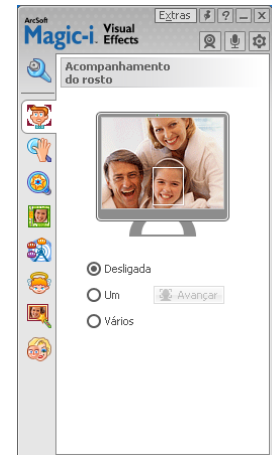 ArcSoft
Magic-i. Visual Effects
Extras
?
Acompanhamento
do rosto
Desligada
Um
Avançar
Vários